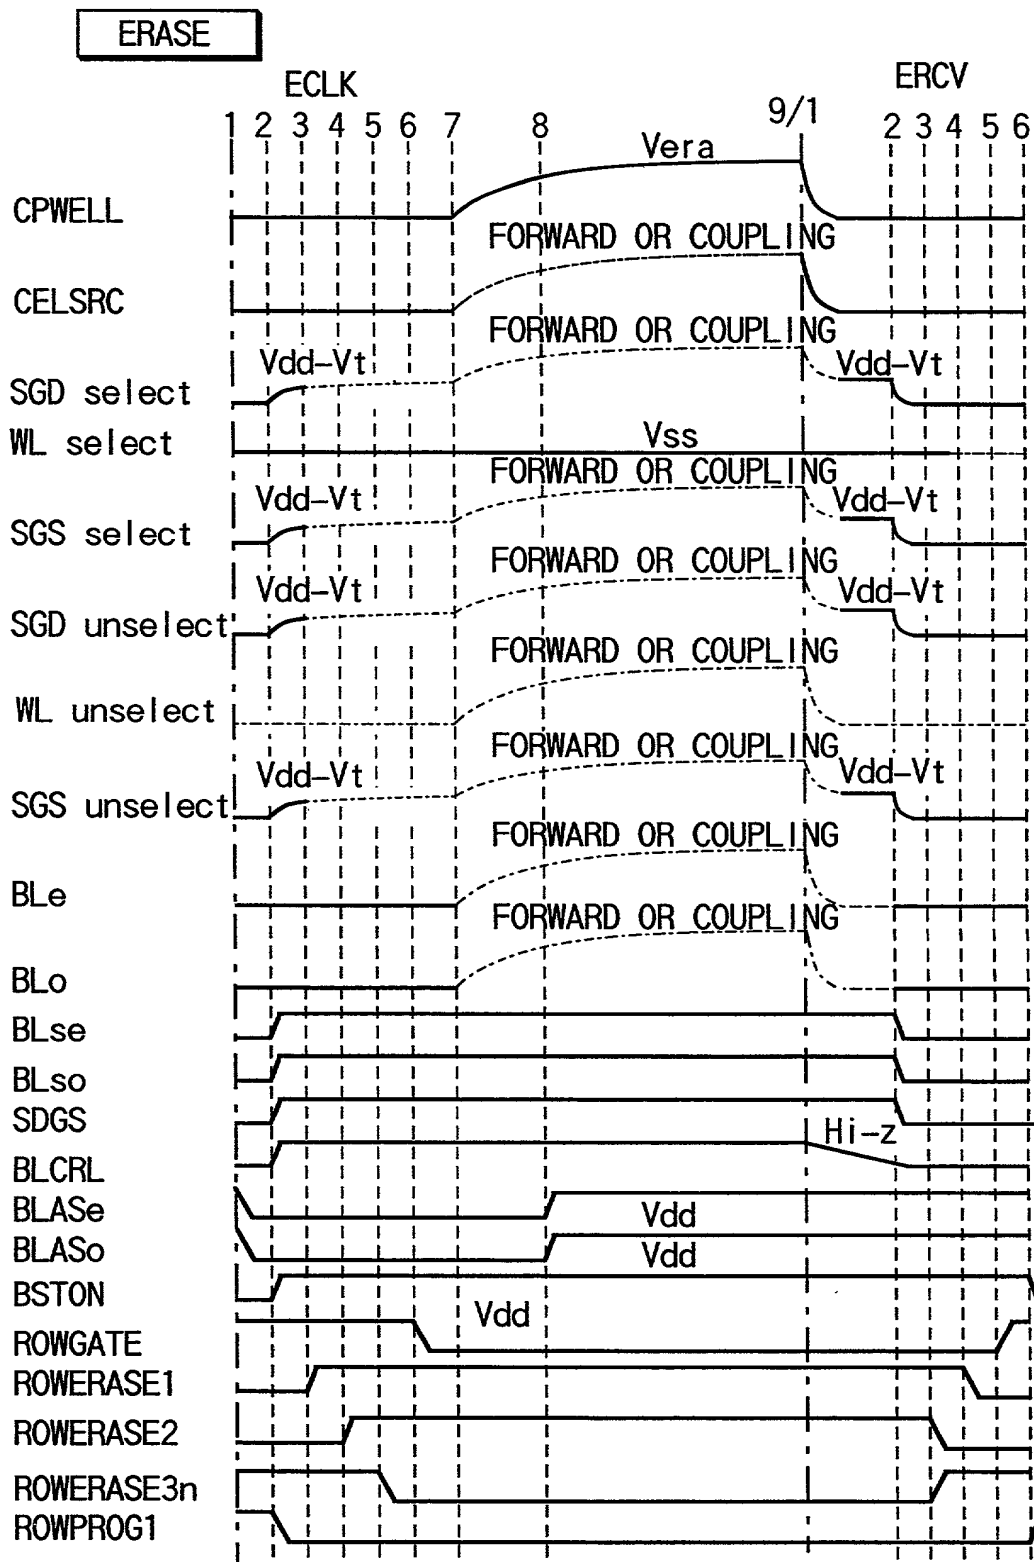 ERASE
ECLK
ERCV
1 2 3 4 5 6 7 8 9/1 2 3 4 5 6
Vera
CPWELL
FORWARD OR COUPLING
CELSRC
FORWARD OR COUPLING
Vdd-Vt Vdd-Vt
SGD select
WL select Vss
FORWARD OR COUPLING
Vdd-Vt Vdd-Vt
SGS select
FORWARD OR COUPLING
Vdd-Vt Vdd-Vt
SGD unselect
FORWARD OR COUPLING
WL unselect
FORWARD OR COUPLING
Vdd-Vt Vdd-Vt
SGS unselect
FORWARD OR COUPLING
BLe
FORWARD OR COUPLING
BLo
BLse
BLso
SDGS
Hi-z
BLCRL
BLASe Vdd
BLASo Vdd
BSTON
Vdd
ROWGATE
ROWERASE1
ROWERASE2
ROWERASE3n
ROWPROG1